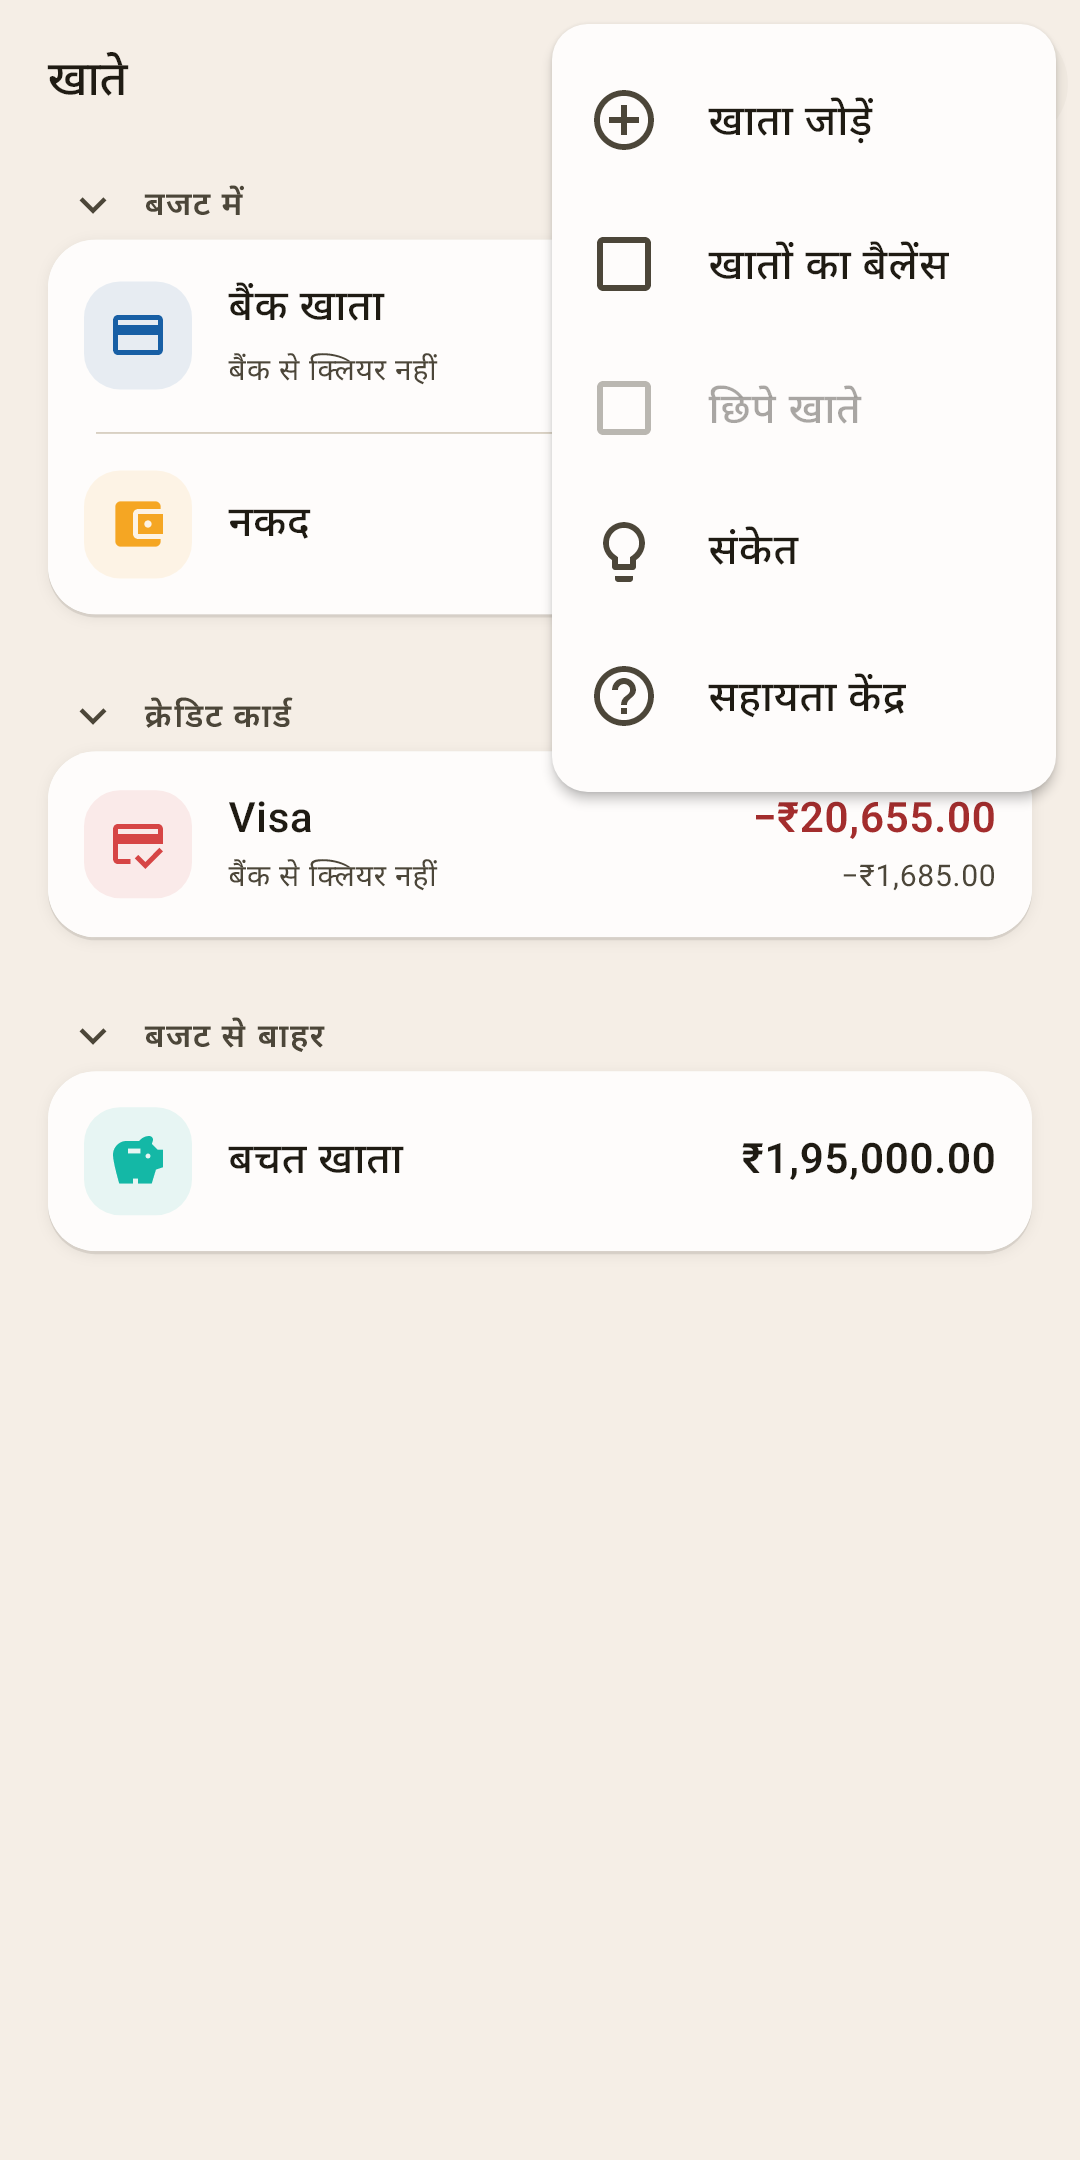 खाते
खाता जोड़ें
खातों का बैलेंस
छिपे खाते
संकेत
सहायता केंद्र
बजट में
बैंक खाता
बैंक से क्लियर नहीं
नकद
क्रेडिट कार्ड
Visa
−₹20,655.00
बैंक से क्लियर नहीं
−₹1,685.00
बजट से बाहर
बचत खाता
₹1,95,000.00